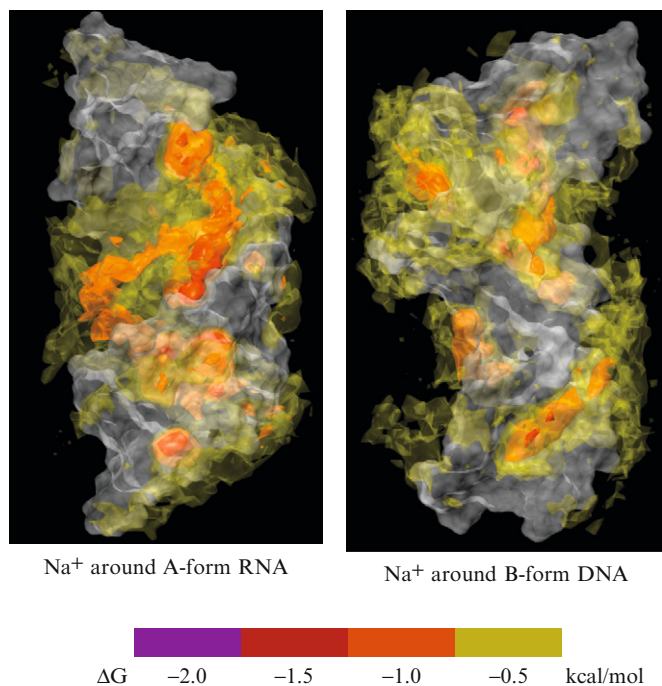 Na⁺ around A-form RNA
Na⁺ around B-form DNA
ΔG −2.0 −1.5 −1.0 −0.5 kcal/mol